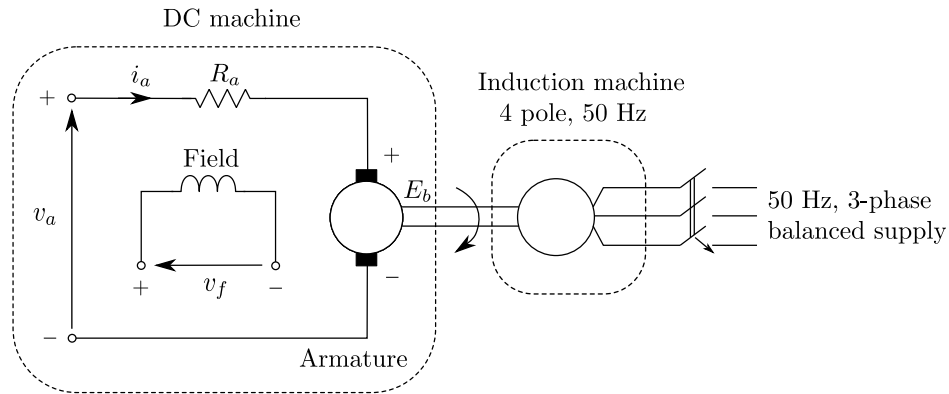 DC machine
i_a
R_a
Induction machine
4 pole, 50 Hz
+
+
Field
E_b
v_a
50 Hz, 3-phase
balanced supply
+
v_f
−
−
−
Armature